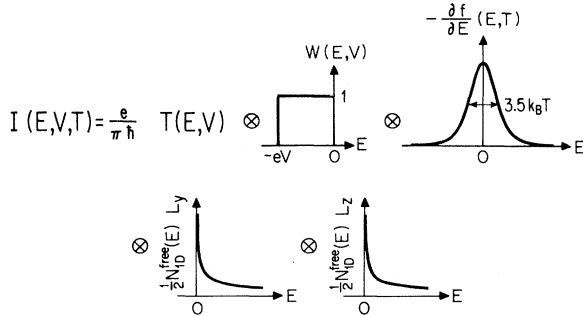 W(E,V)
1
-eV
0
E
-∂f/∂E (E,T)
3.5 k_BT
0
E
I(E,V,T) = e/πħ T(E,V) ⊗ ⊗
⊗ ½N_1D^free(E) L_y
0
E
⊗ ½N_1D^free(E) L_z
0
E